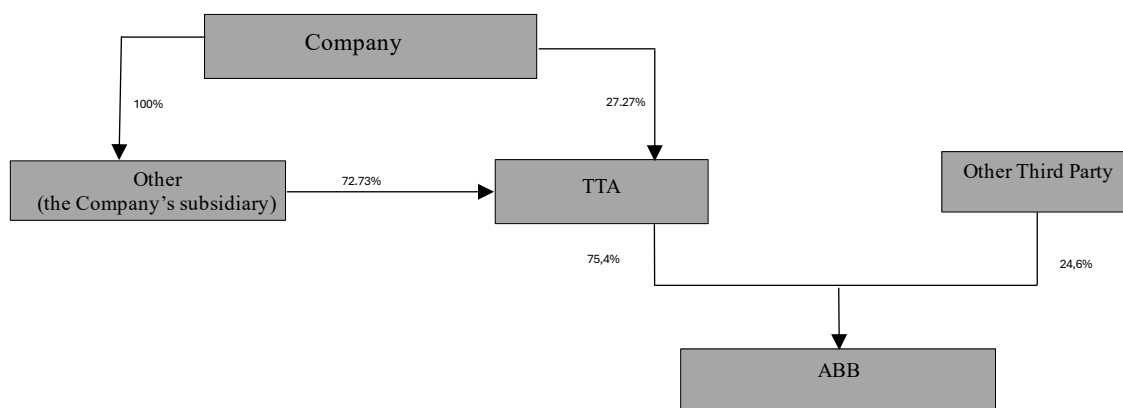 Company
100%
27.27%
Other
(the Company’s subsidiary)
72.73%
TTA
Other Third Party
75,4%
24,6%
ABB